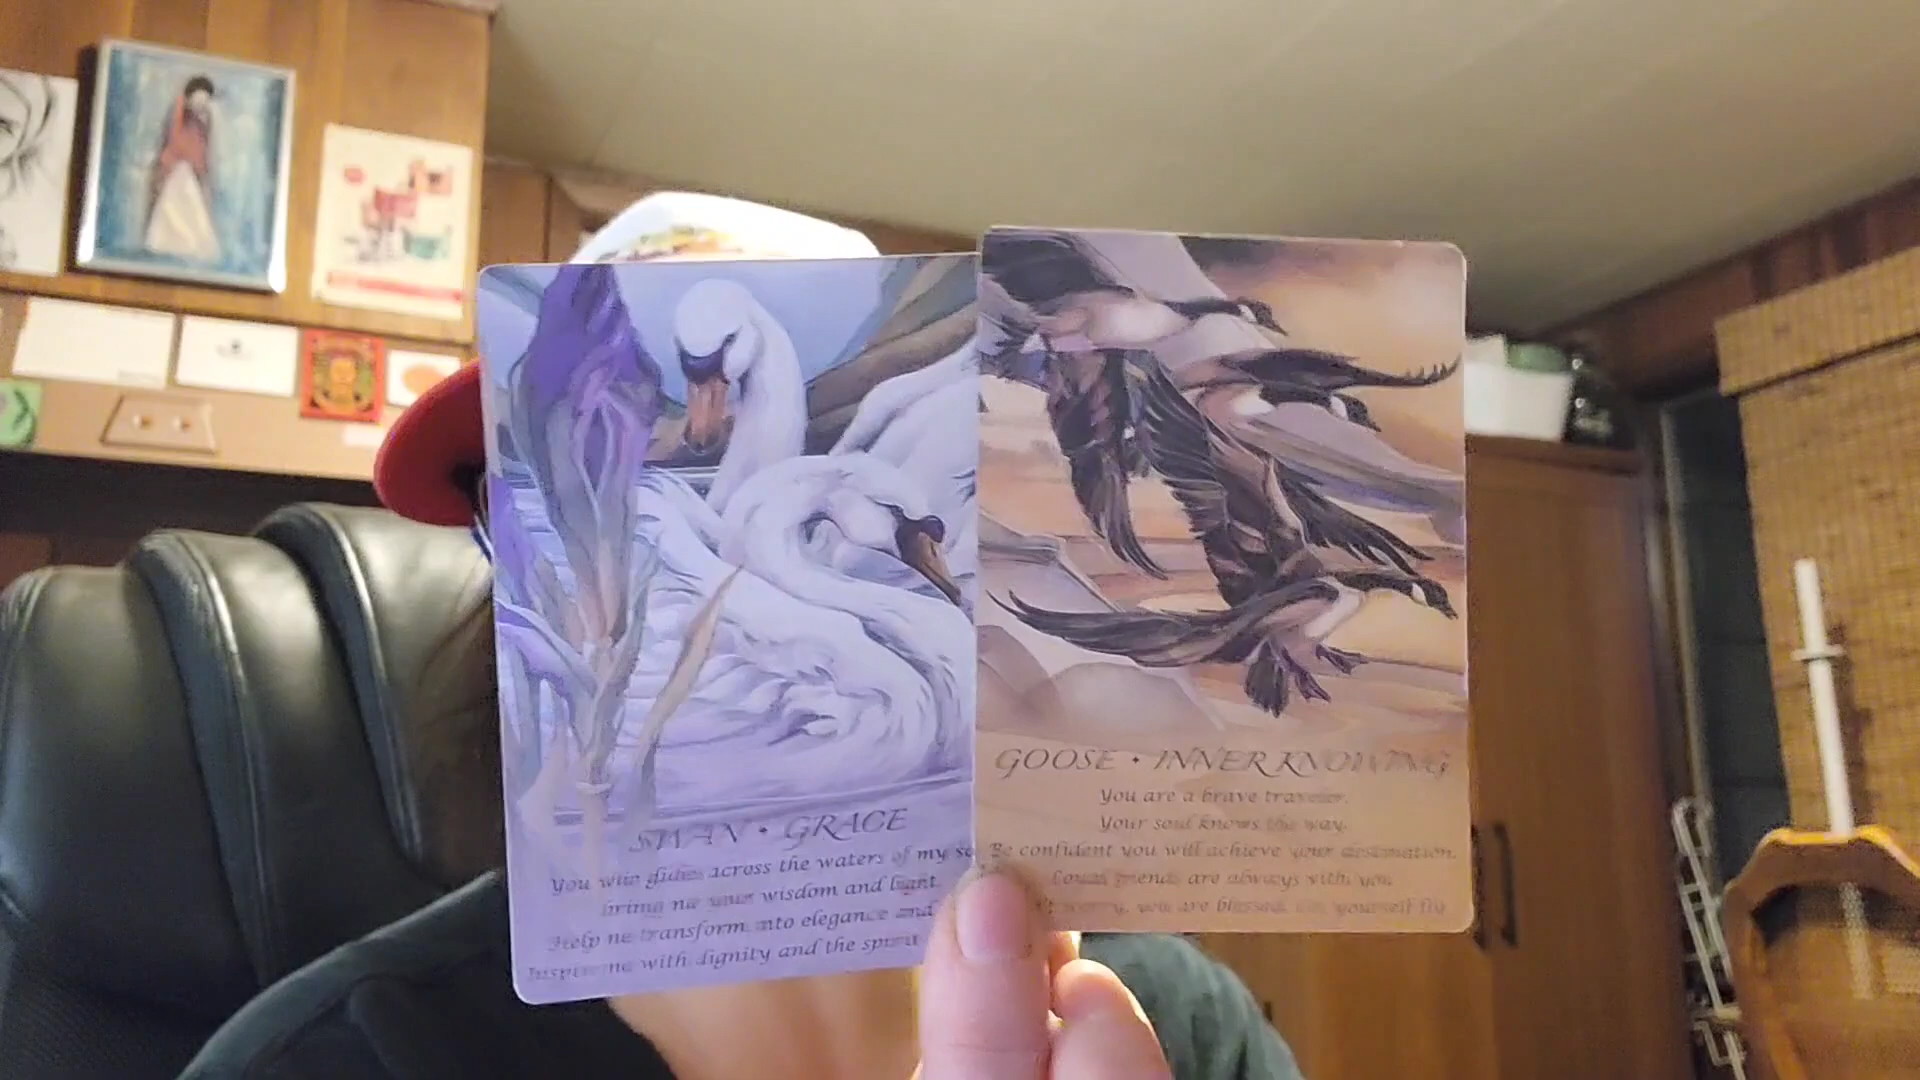 SWAN • GRACE
You who glides across the waters of my
bring me your wisdom and light.
Help me transform into elegance and
Inspire me with dignity and the spirit
GOOSE • INNER KNOWING
You are a brave traveler.
Your soul knows the way.
Be confident you will achieve your destination.
friends are always with you
worry, you are blessed. yourself fly